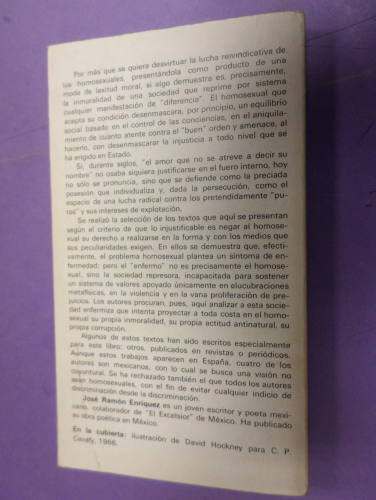 Por más que se quiera desvirtuar la lucha reivindicativa de
los homosexuales, presentándola como producto de una
moda de laxitud moral, si algo demuestra es, precisamente,
la inmoralidad de una sociedad que reprime por sistema
cualquier manifestación de "diferencia". El homosexual que
acepta su condición desenmascara, por principio, un equilibrio
social basado en el control de las conciencias, en el aniquila-
miento de cuanto atente contra el "buen" orden y amenace, al
hacerlo, con desenmascarar la injusticia a todo nivel que se
ha erigido en Estado.
Si, durante siglos, "el amor que no se atreve a decir su
nombre" no osaba siquiera justificarse en el fuero interno, hoy
no sólo se pronuncia, sino que se defiende como la preciada
posesión que individualiza y, dada la persecución, como el
espacio de una lucha radical contra los pretendidamente "pu-
ros" y sus intereses de explotación.
Se realizó la selección de los textos que aquí se presentan
según el criterio de que lo injustificable es negar al homose-
xual su derecho a realizarse en la forma y con los medios que
sus peculiaridades exigen. En ellos se demuestra que, efecti-
vamente, el problema homosexual plantea un síntoma de en-
fermedad; pero el "enfermo" no es precisamente el homose-
xual, sino la sociedad represora, incapacitada para sostener
un sistema de valores apoyado únicamente en elucubraciones
metafísicas, en la violencia y en la vana proliferación de pre-
juicios. Los autores procuran, pues, aquí analizar a esta so-
ciedad enfermiza que intenta proyectar a toda costa en el homo-
sexual su propia inmoralidad, su propia actitud antinatural, su
propia corrupción.
Algunos de estos textos han sido escritos especialmente
para este libro; otros, publicados en revistas o periódicos.
Aunque estos trabajos aparecen en España, cuatro de los
autores son mexicanos, con lo cual se busca una visión no
coyuntural. Se ha rechazado también el que todos los autores
sean homosexuales, con el fin de evitar cualquier indicio de
discriminación desde la discriminación.
José Ramón Enríquez es un joven escritor y poeta mexi-
cano, colaborador de "El Excelsior" de México. Ha publicado
su obra poética en México.
En la cubierta: ilustración de David Hockney para C. P.
Cavafy, 1966.